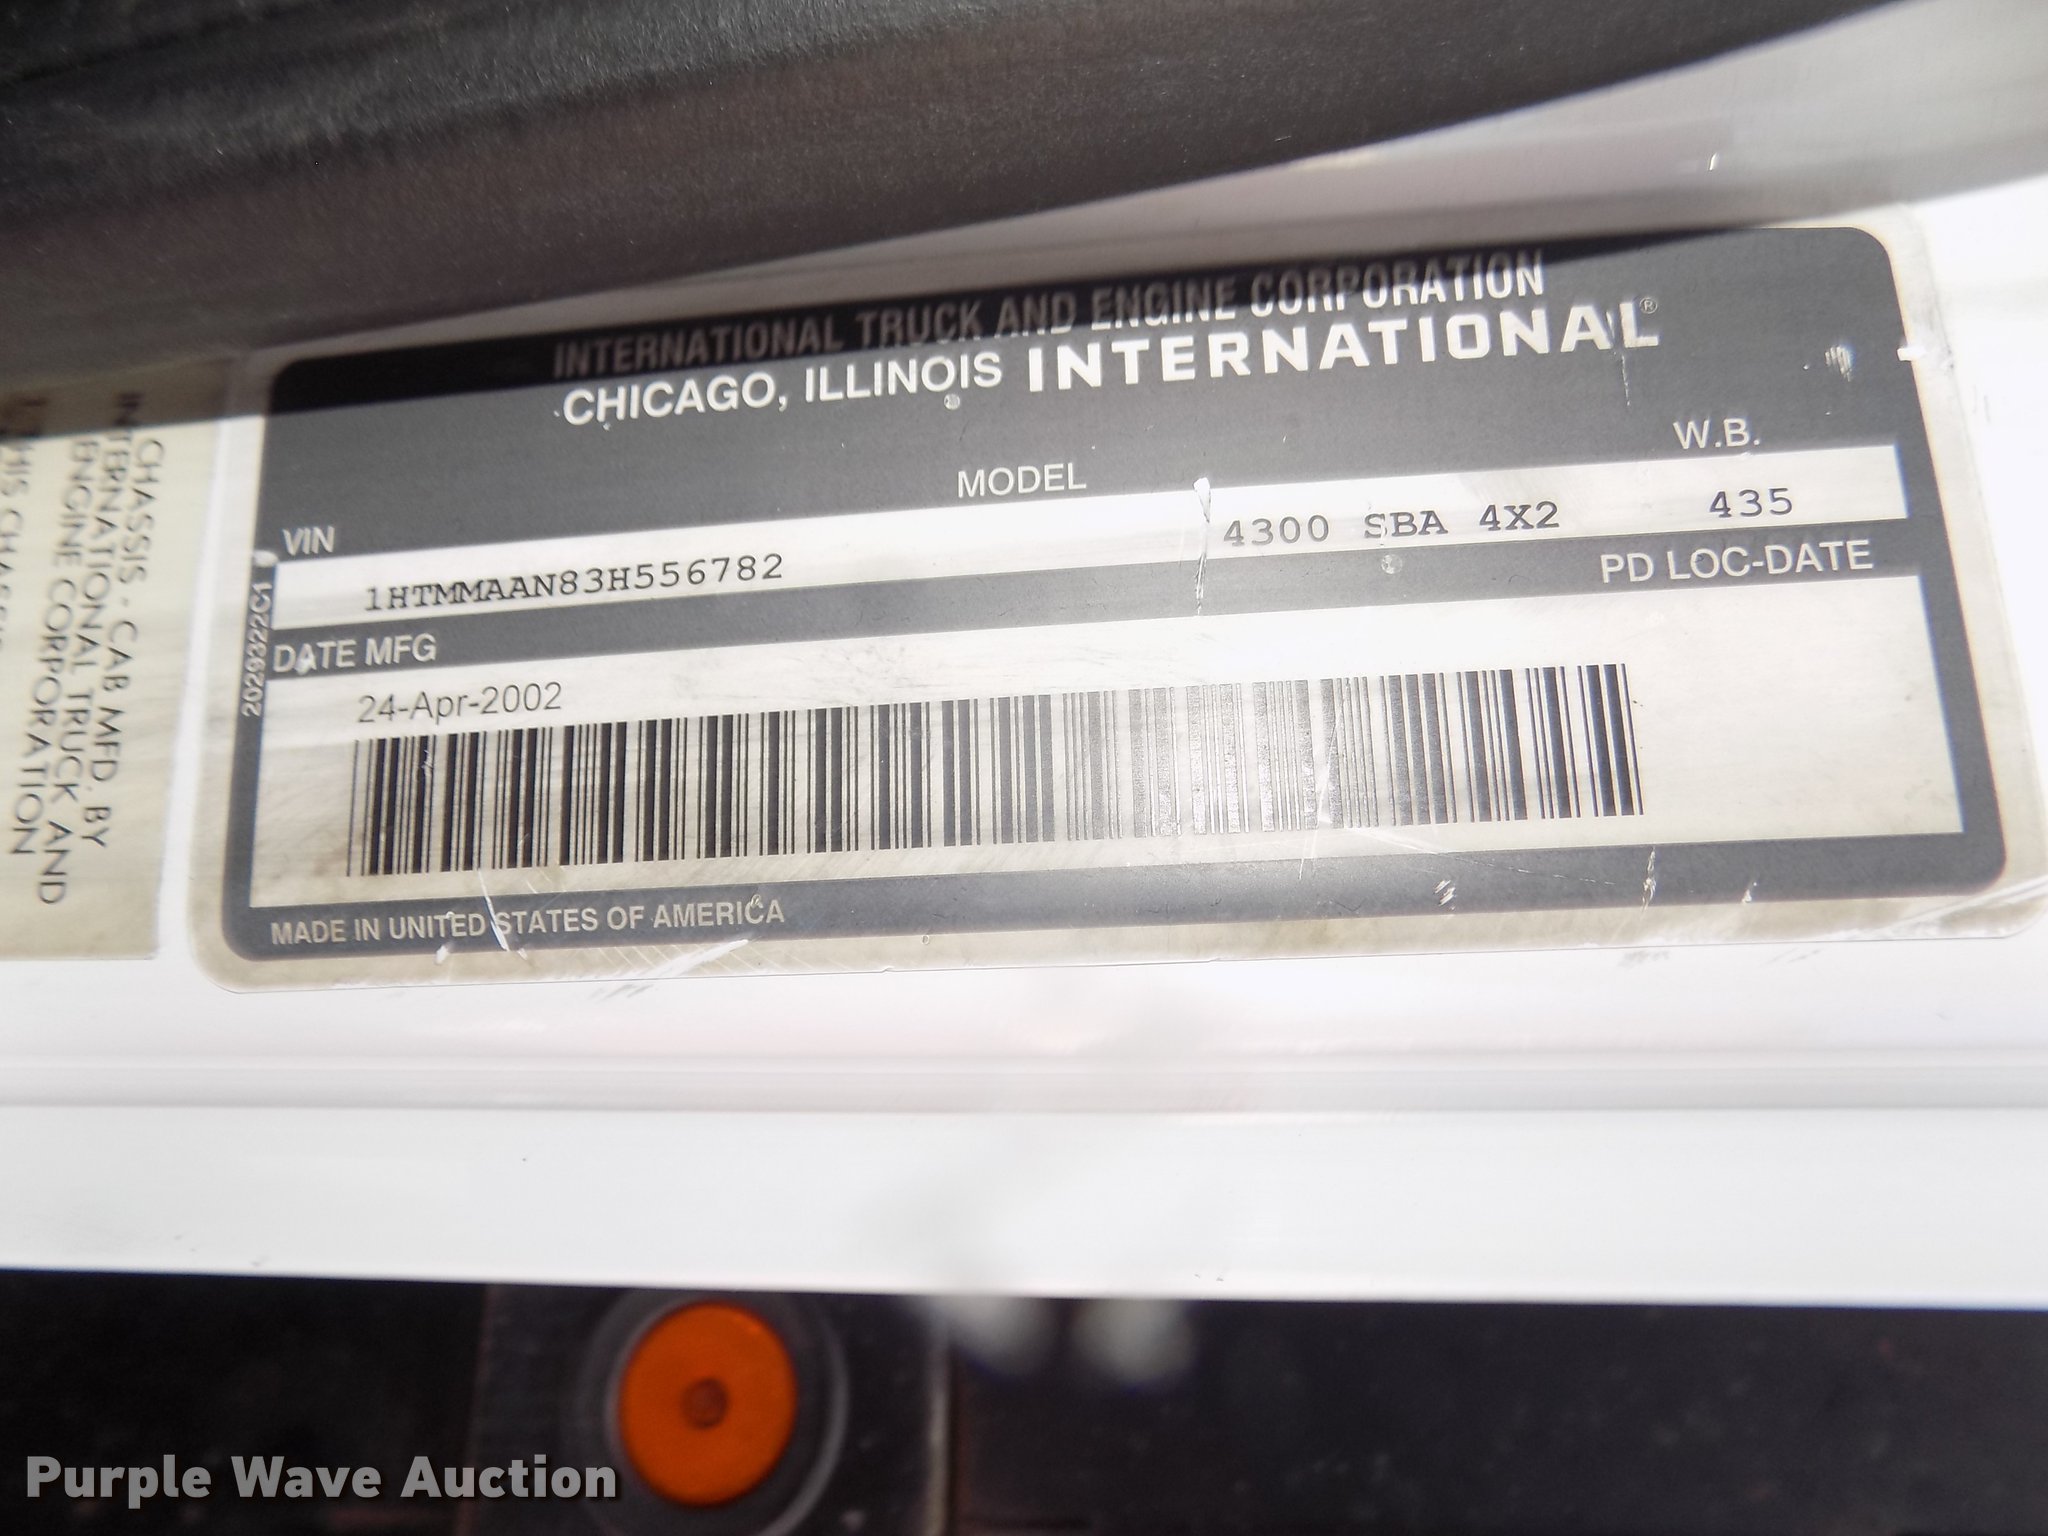 INTERNATIONAL TRUCK AND ENGINE CORPORATION
CHICAGO, ILLINOIS INTERNATIONAL®
VIN MODEL W.B.
1HTMMAAN83H556782 4300 SBA 4X2 435
DATE MFG PD LOC-DATE
24-Apr-2002
MADE IN UNITED STATES OF AMERICA
2029322C1
CHASSIS - CAB MFD. BY
INTERNATIONAL TRUCK AND
ENGINE CORPORATION
Purple Wave Auction